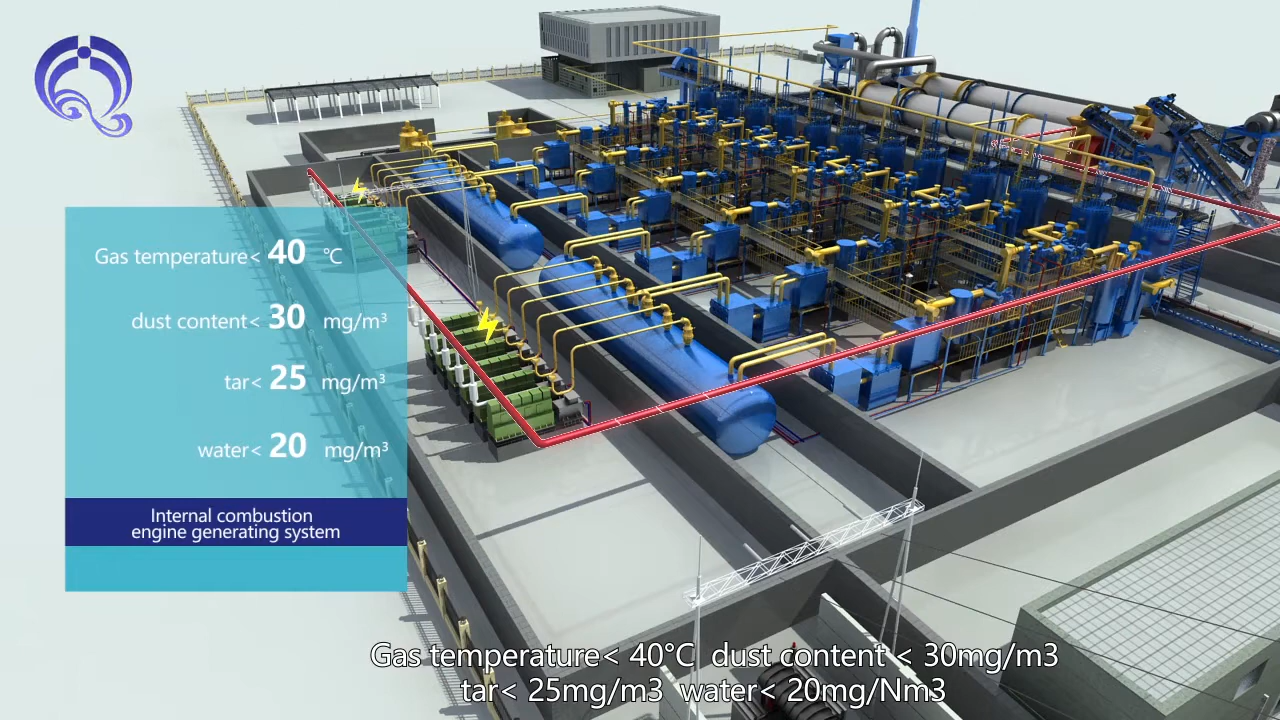 Gas temperature< 40 °C
dust content< 30 mg/m³
tar< 25 mg/m³
water< 20 mg/m³
Internal combustion
engine generating system
Gas temperature< 40°C dust content < 30mg/m3
tar< 25mg/m3 water< 20mg/Nm3